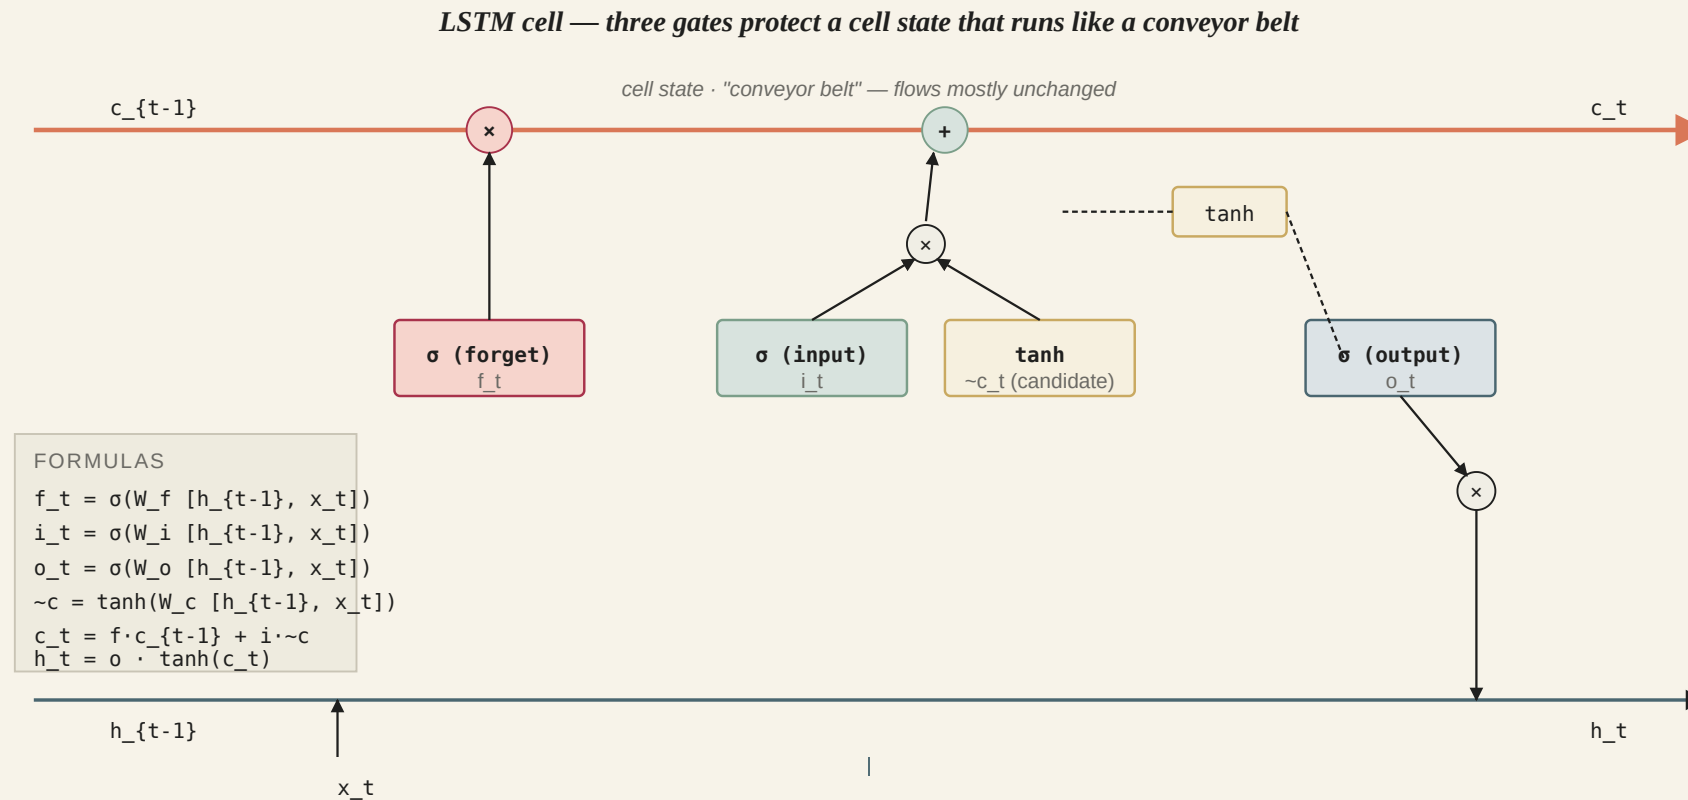 LSTM cell — three gates protect a cell state that runs like a conveyor belt
cell state · "conveyor belt" — flows mostly unchanged
c_{t-1}
c_t
×
+
tanh
×
σ (forget)
f_t
σ (input)
i_t
tanh
~c_t (candidate)
σ (output)
o_t
FORMULAS
f_t = σ(W_f [h_{t-1}, x_t])
i_t = σ(W_i [h_{t-1}, x_t])
o_t = σ(W_o [h_{t-1}, x_t])
~c = tanh(W_c [h_{t-1}, x_t])
c_t = f·c_{t-1} + i·~c
h_t = o · tanh(c_t)
×
h_{t-1}
h_t
x_t